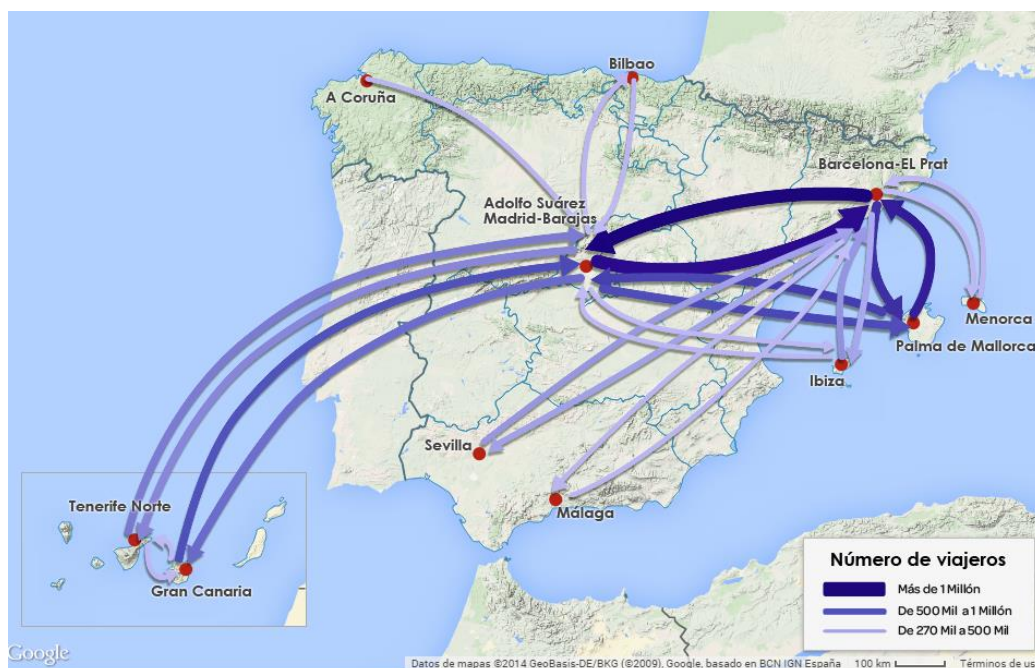 Bilbao
A Coruña
Barcelona-EL Prat
Adolfo Suárez
Madrid-Barajas
Menorca
Palma de Mallorca
Ibiza
Sevilla
Málaga
Tenerife Norte
Gran Canaria
Número de viajeros
Más de 1 Millón
De 500 Mil a 1 Millón
De 270 Mil a 500 Mil
Google
Datos de mapas ©2014 GeoBasis-DE/BKG (©2009), Google, basado en BCN IGN España 100 km Términos de